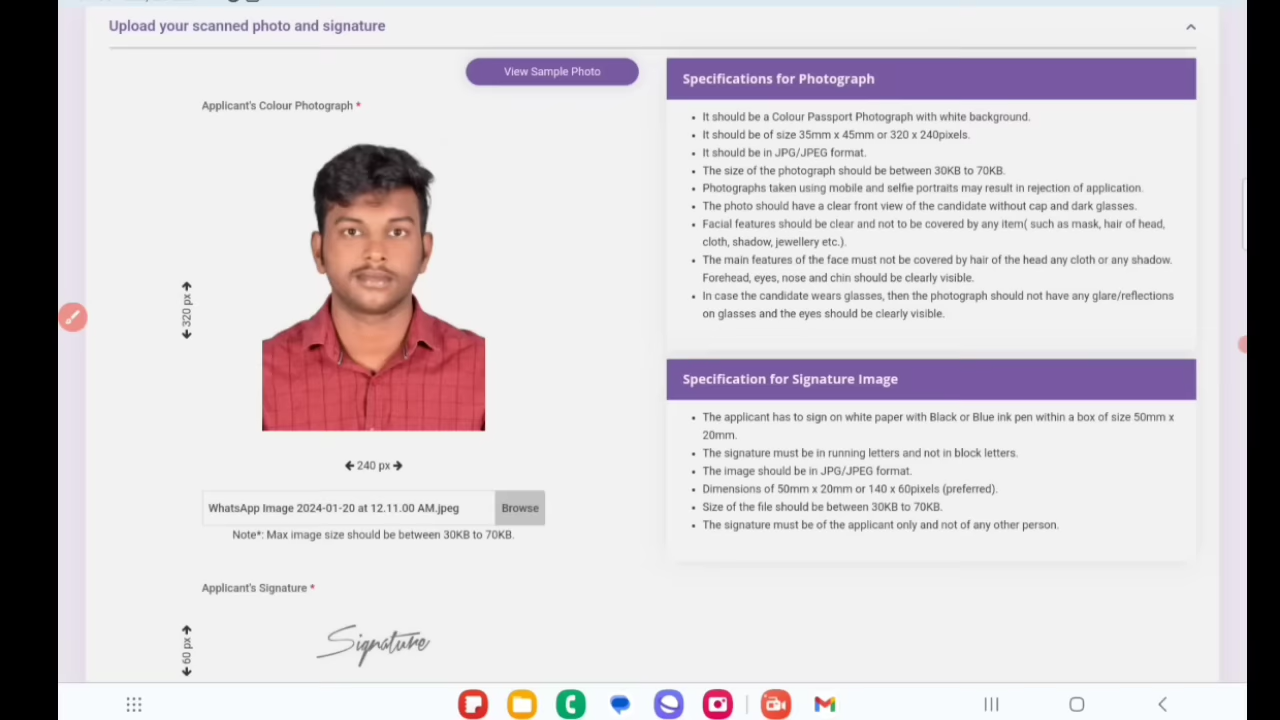 Upload your scanned photo and signature
View Sample Photo
Applicant's Colour Photograph *
320 px
240 px
WhatsApp Image 2024-01-20 at 12.11.00 AM.jpeg
Browse
Note*: Max image size should be between 30KB to 70KB.
Applicant's Signature *
60 px
Signature
Specifications for Photograph
It should be a Colour Passport Photograph with white background.
It should be of size 35mm x 45mm or 320 x 240pixels.
It should be in JPG/JPEG format.
The size of the photograph should be between 30KB to 70KB.
Photographs taken using mobile and selfie portraits may result in rejection of application.
The photo should have a clear front view of the candidate without cap and dark glasses.
Facial features should be clear and not to be covered by any item( such as mask, hair of head,
cloth, shadow, jewellery etc.).
The main features of the face must not be covered by hair of the head any cloth or any shadow.
Forehead, eyes, nose and chin should be clearly visible.
In case the candidate wears glasses, then the photograph should not have any glare/reflections
on glasses and the eyes should be clearly visible.
Specification for Signature Image
The applicant has to sign on white paper with Black or Blue ink pen within a box of size 50mm x
20mm.
The signature must be in running letters and not in block letters.
The image should be in JPG/JPEG format.
Dimensions of 50mm x 20mm or 140 x 60pixels (preferred).
Size of the file should be between 30KB to 70KB.
The signature must be of the applicant only and not of any other person.